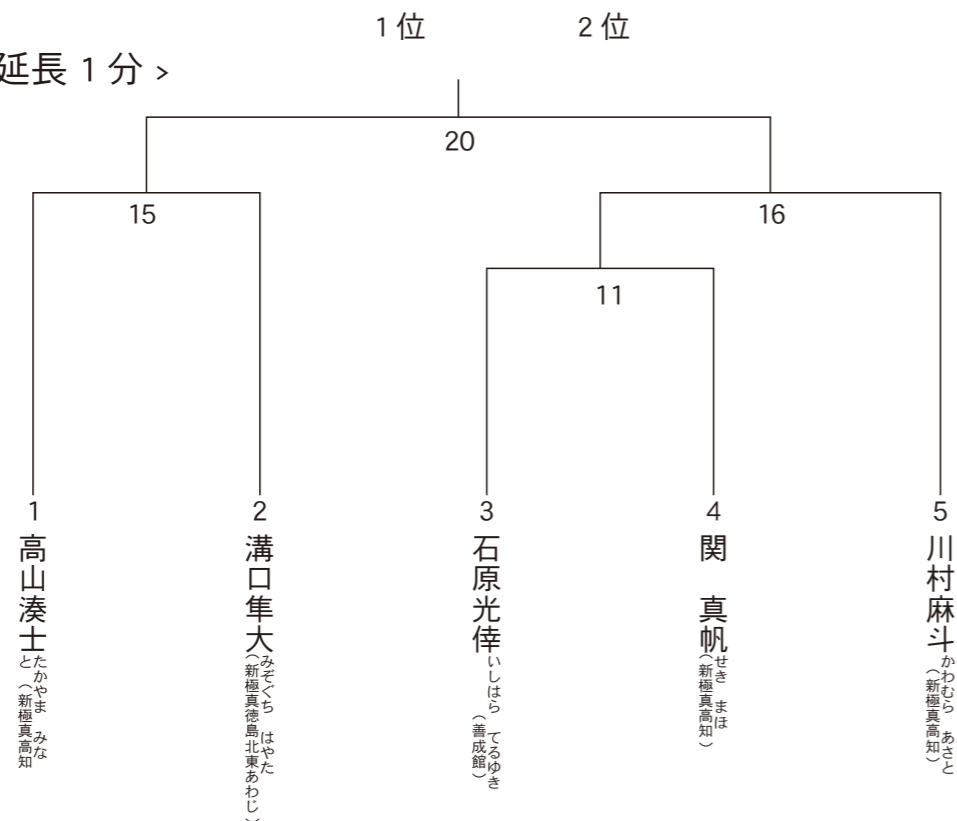 1位 2位
延長1分 >
20
15
16
11
1
高山湊士
たかやま みな
と(新極真高知
2
溝口隼大
みぞぐち はやた
(新極真徳島北東あわじ)
3
石原光倖
いしはら てるゆき
(善成館)
4
関 真帆
せき まほ
(新極真高知)
5
川村麻斗
かわむら あさと
(新極真高知)